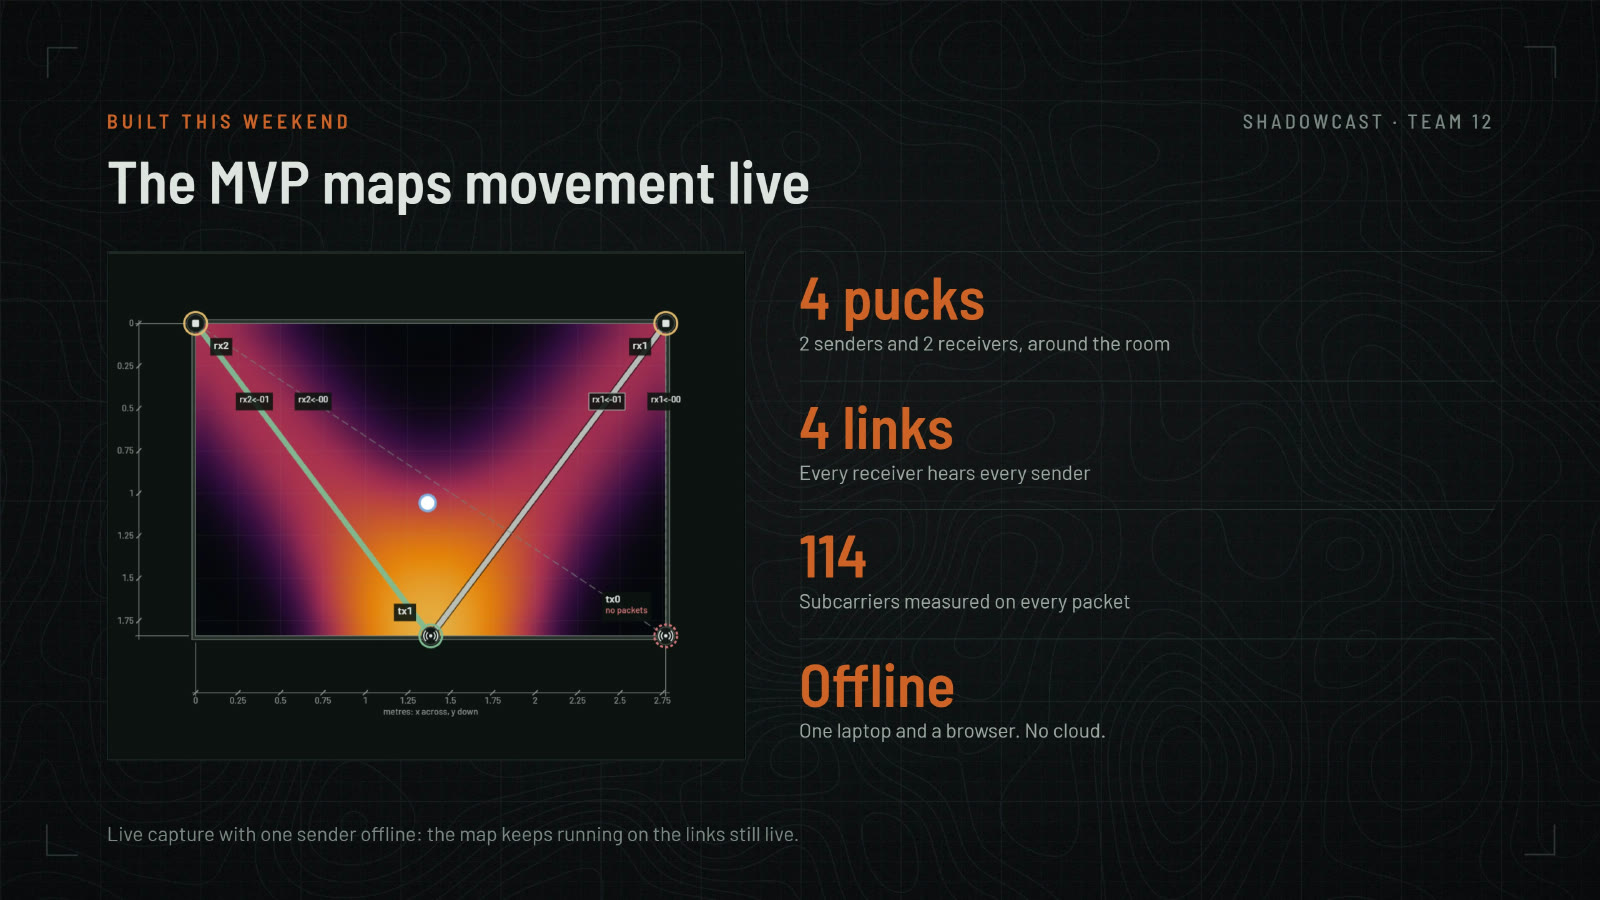 BUILT THIS WEEKEND
SHADOWCAST · TEAM 12
The MVP maps movement live
0
0.25
0.5
0.75
1
1.25
1.5
1.75
rx2
rx1
rx2<-01
rx2<-00
rx1<-01
rx1<-00
tx1
tx0
no packets
0
0.25
0.5
0.75
1
1.25
1.5
1.75
2
2.25
2.5
2.75
metres: x across, y down
4 pucks
2 senders and 2 receivers, around the room
4 links
Every receiver hears every sender
114
Subcarriers measured on every packet
Offline
One laptop and a browser. No cloud.
Live capture with one sender offline: the map keeps running on the links still live.